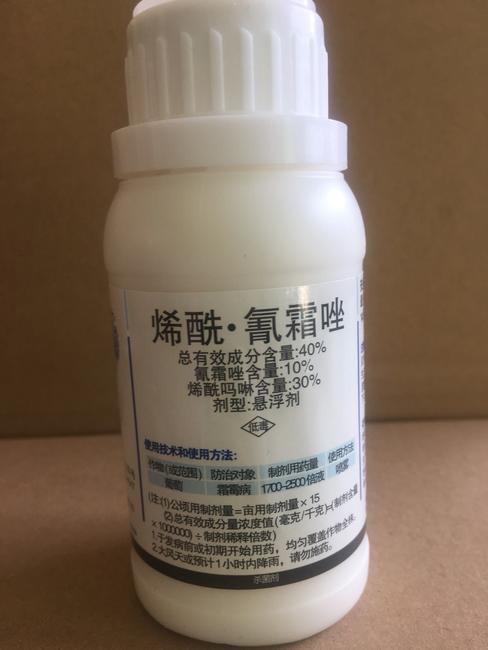 烯酰·氰霜唑
总有效成分含量:40%
氰霜唑含量:10%
烯酰吗啉含量:30%
剂型:悬浮剂
低毒
使用技术和使用方法:
作物(或范围) 防治对象 制剂用药量 使用方法
葡萄 霜霉病 1700-2500倍液 喷雾
(注:(1)公顷用制剂量=亩用制剂量×15
(2)总有效成分量浓度值(毫克/千克)=(制剂含量
×1000000)÷制剂稀释倍数)
1.于发病前或初期开始用药，均匀覆盖作物全株。
2.大风天或预计1小时内降雨，请勿施药。
杀菌剂